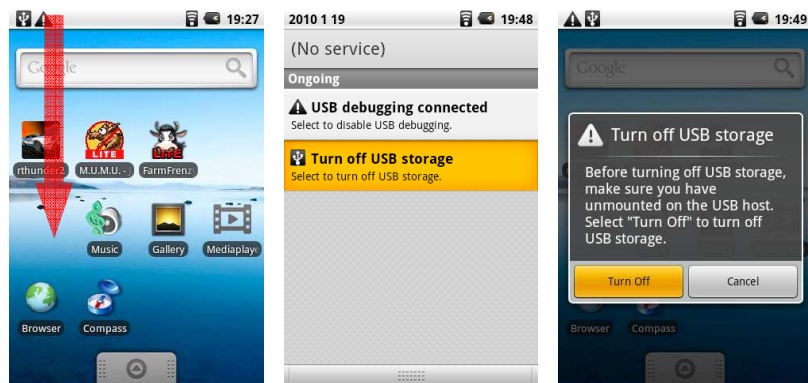 19:27
Google
rthunder2
M.U.M.U. -
FarmFrenz
Music
Gallery
Mediaplaye
Browser
Compass
2010 1 19
19:48
(No service)
Ongoing
USB debugging connected
Select to disable USB debugging.
Turn off USB storage
Select to turn off USB storage.
19:49
Google
Turn off USB storage
Before turning off USB storage,
make sure you have
unmounted on the USB host.
Select "Turn Off" to turn off
USB storage.
Turn Off
Cancel
Browser
Compass